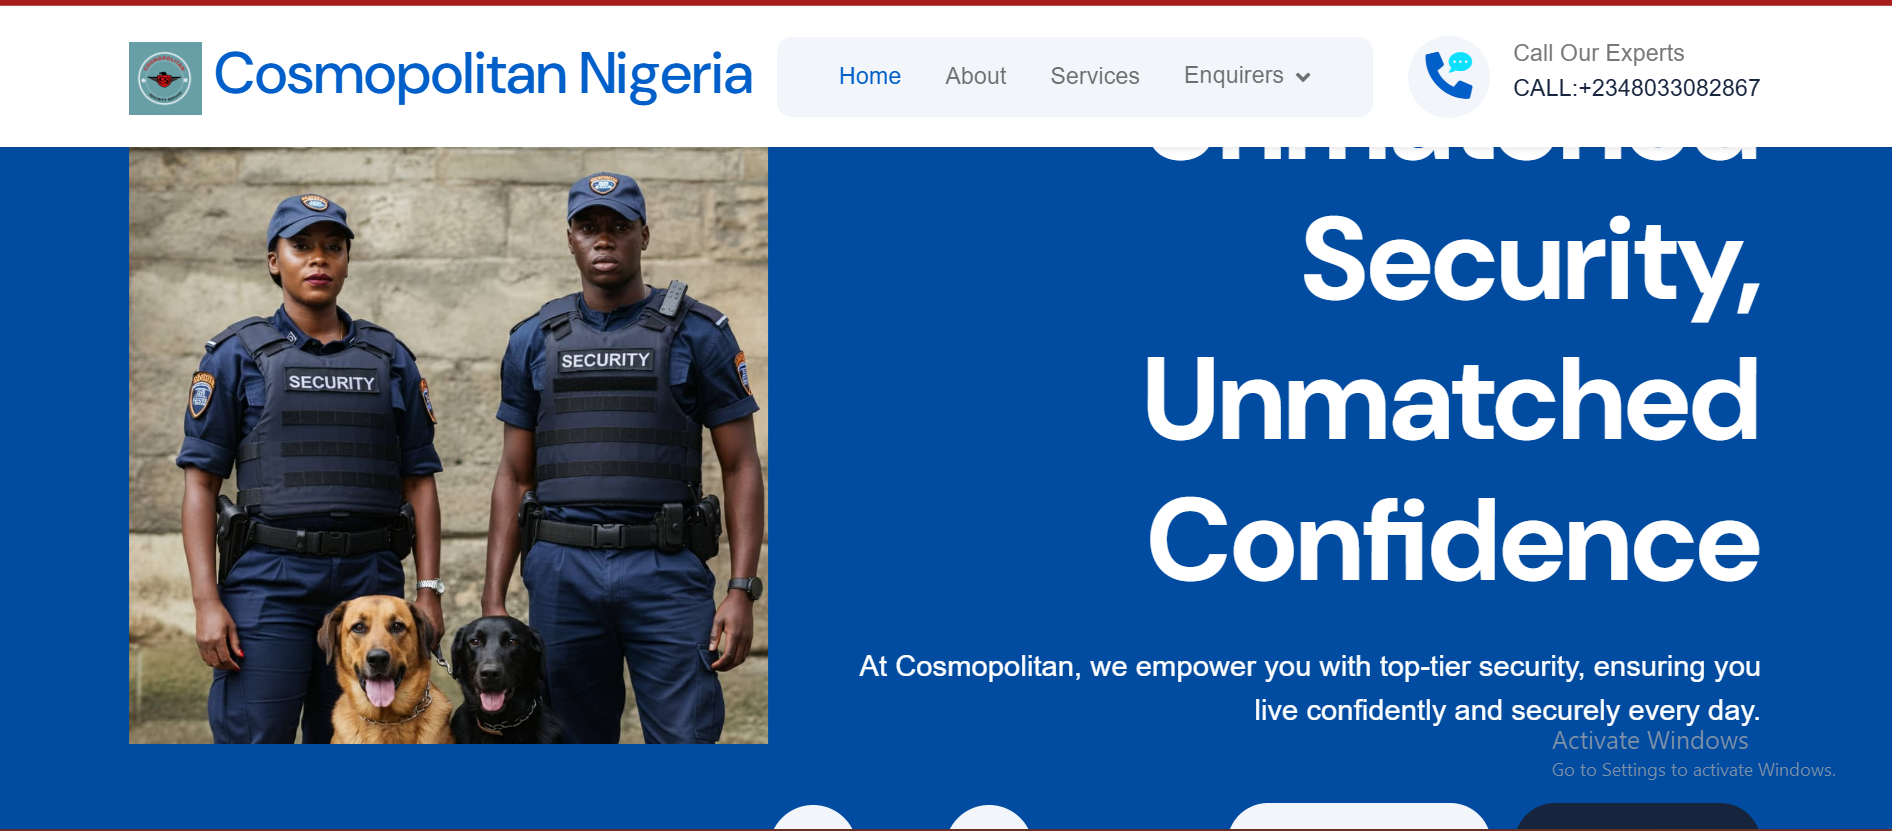 COSMOPOLITAN
Cosmopolitan Nigeria
Home
About
Services
Enquirers
Call Our Experts
CALL:+2348033082867
Unmatched
Security,
Unmatched
Confidence
SECURITY
SECURITY
At Cosmopolitan, we empower you with top-tier security, ensuring you
live confidently and securely every day.
Activate Windows
Go to Settings to activate Windows.